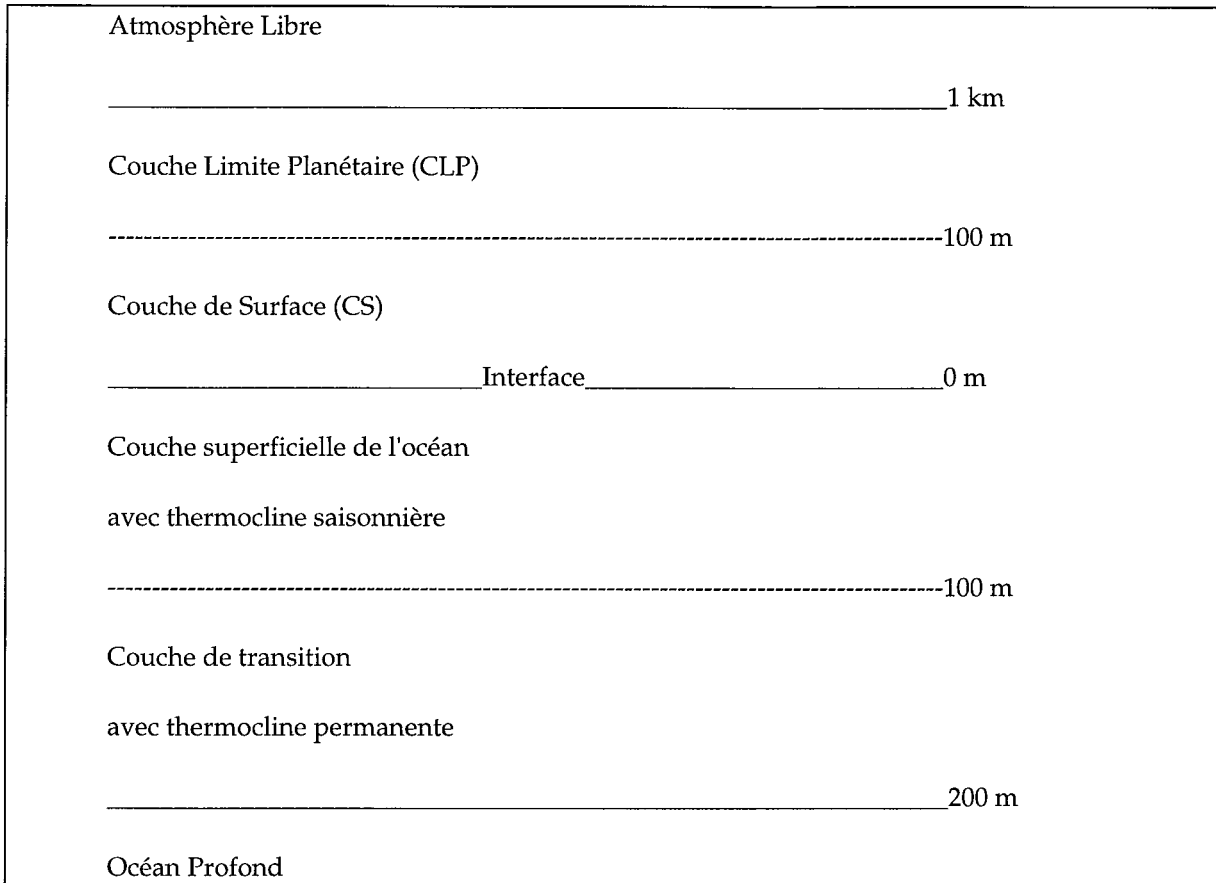 Atmosphère Libre
1 km
Couche Limite Planétaire (CLP)
100 m
Couche de Surface (CS)
Interface 0 m
Couche superficielle de l'océan
avec thermocline saisonnière
100 m
Couche de transition
avec thermocline permanente
200 m
Océan Profond